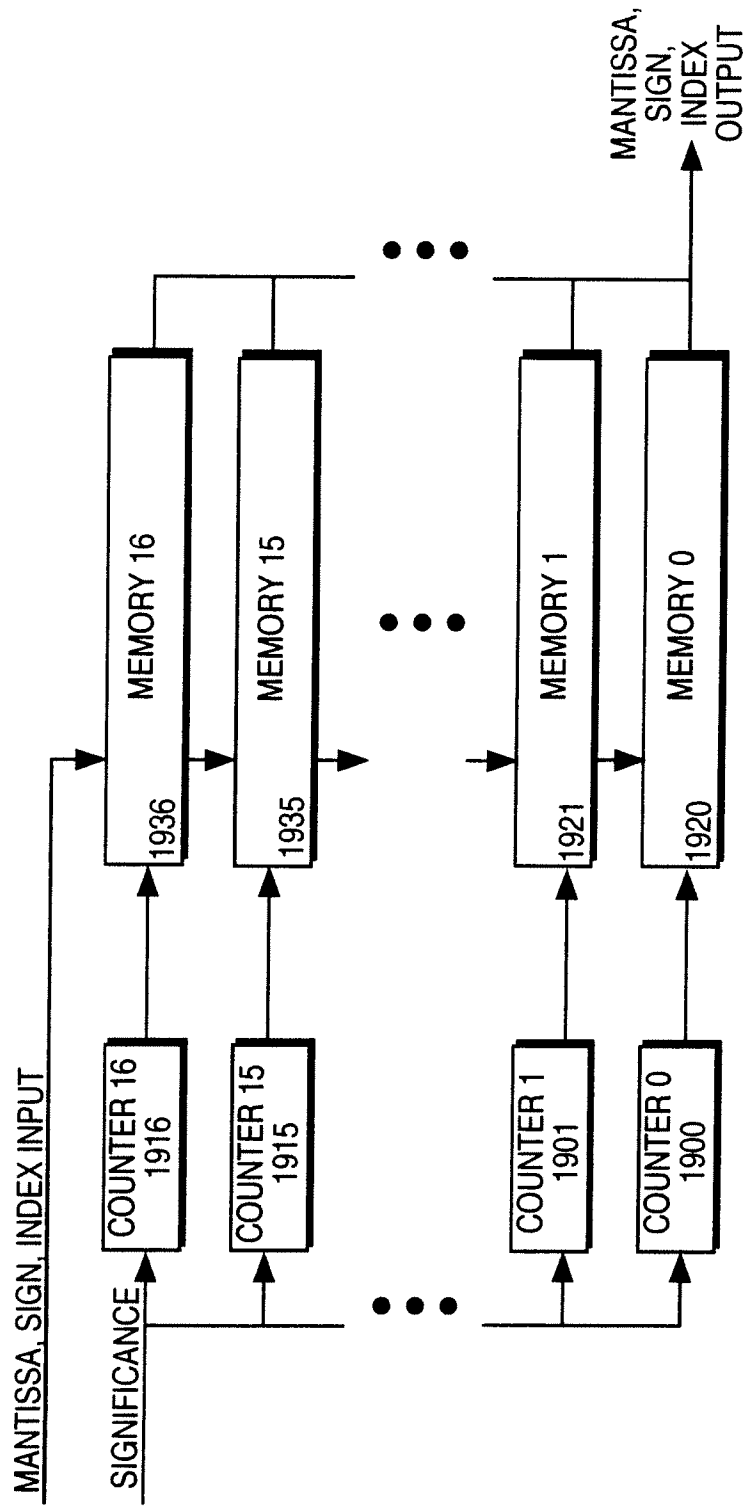 MANTISSA, SIGN, INDEX INPUT
SIGNIFICANCE
COUNTER 16
1916
1936
MEMORY 16
COUNTER 15
1915
1935
MEMORY 15
COUNTER 1
1901
1921
MEMORY 1
COUNTER 0
1900
1920
MEMORY 0
MANTISSA,
SIGN,
INDEX
OUTPUT